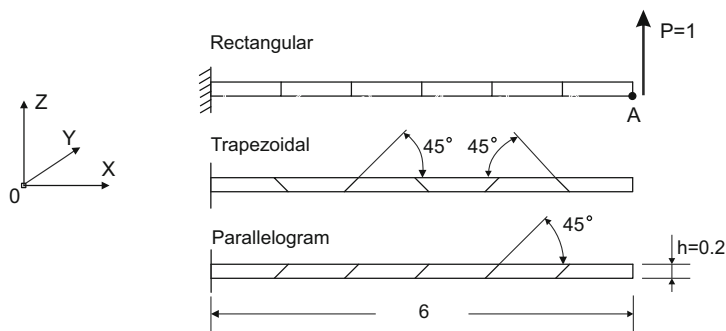 Rectangular
P=1
A
Z
Y
X
0
Trapezoidal
45°
45°
Parallelogram
45°
h=0.2
6